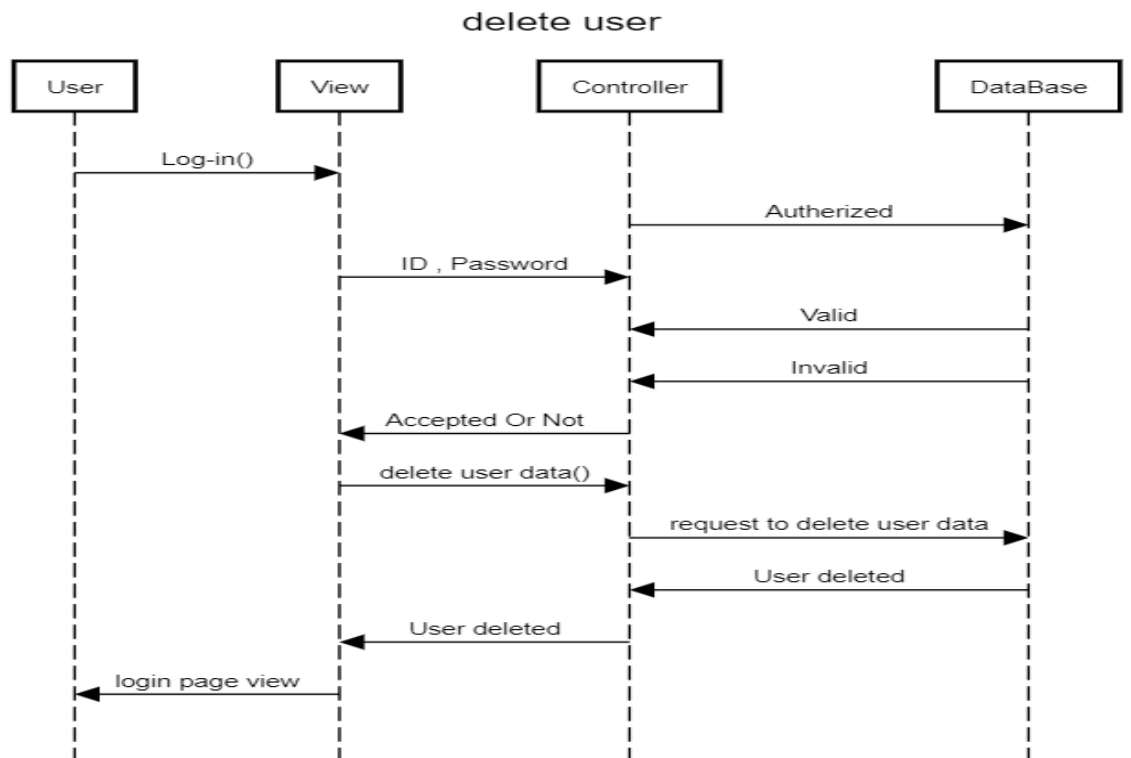 delete user
User
View
Controller
DataBase
Log-in()
Autherized
ID , Password
Valid
Invalid
Accepted Or Not
delete user data()
request to delete user data
User deleted
User deleted
login page view